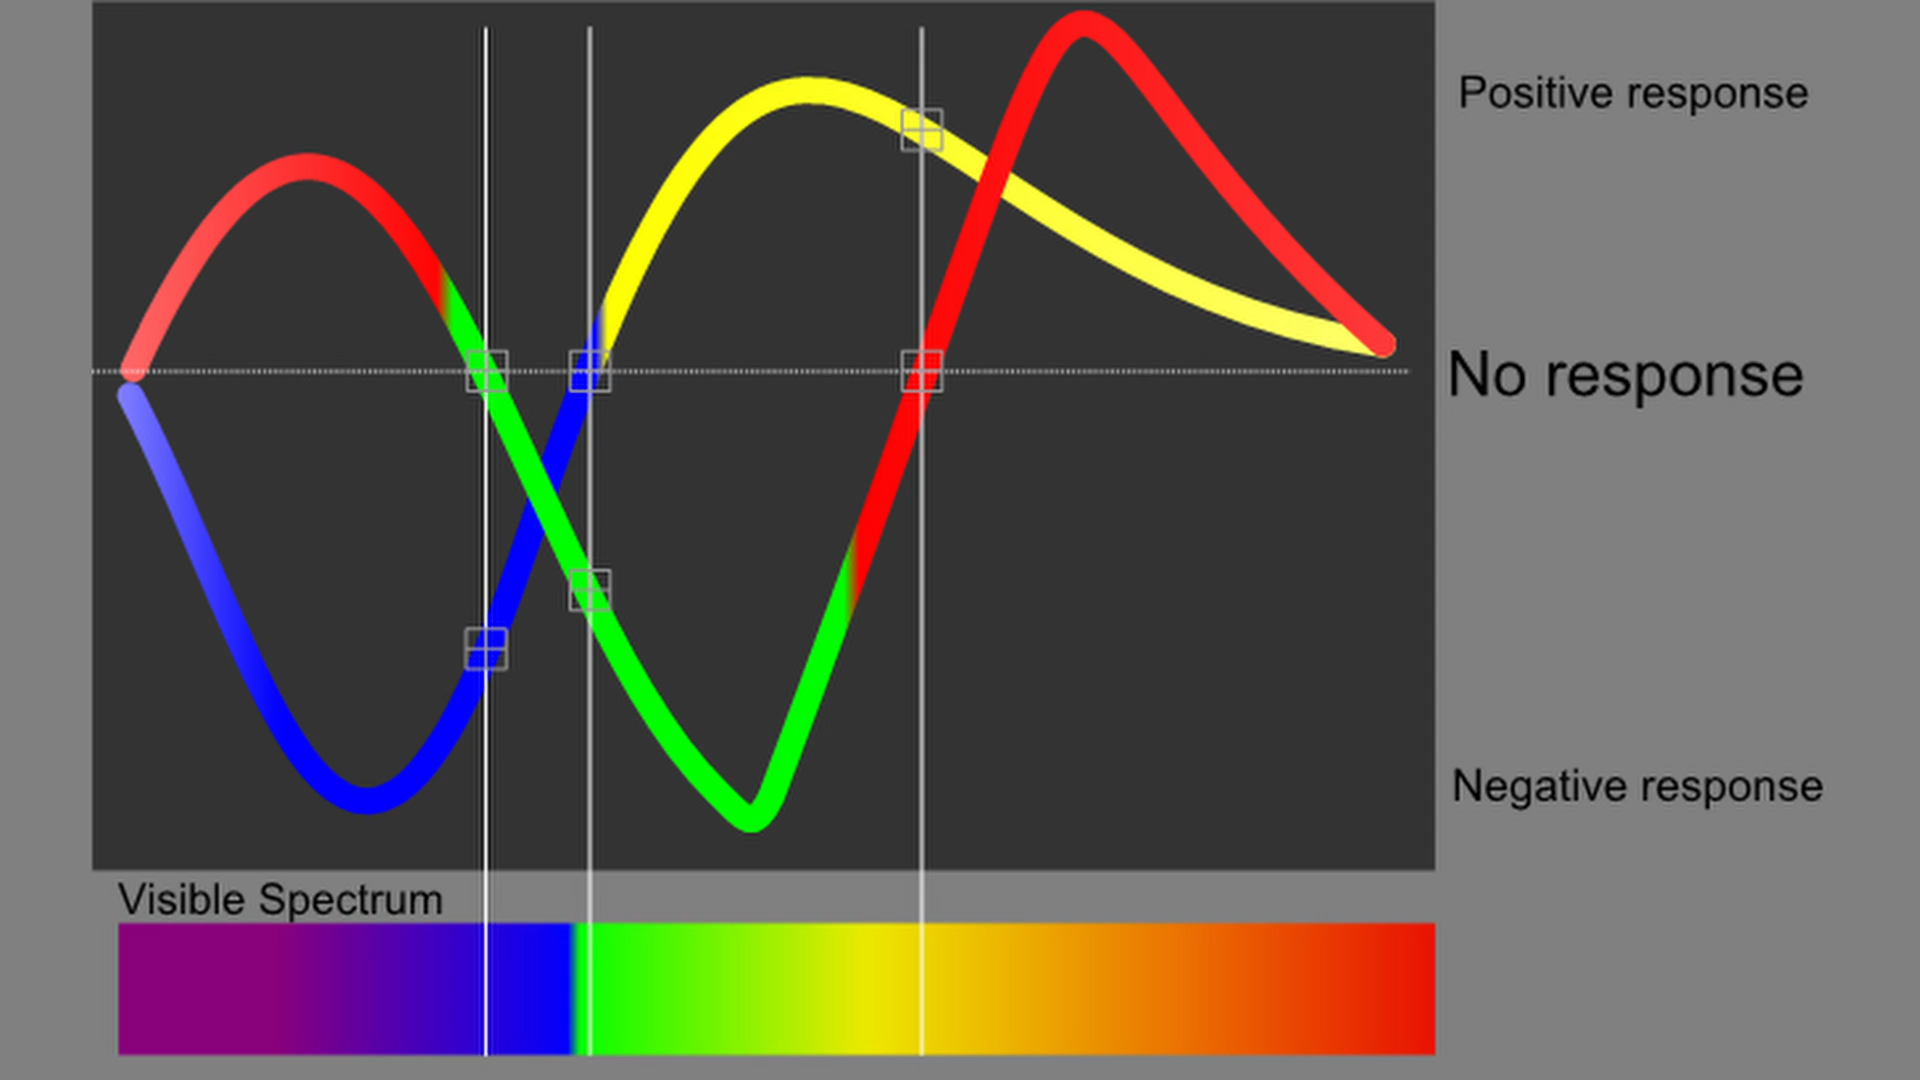 Positive response
No response
Negative response
Visible Spectrum